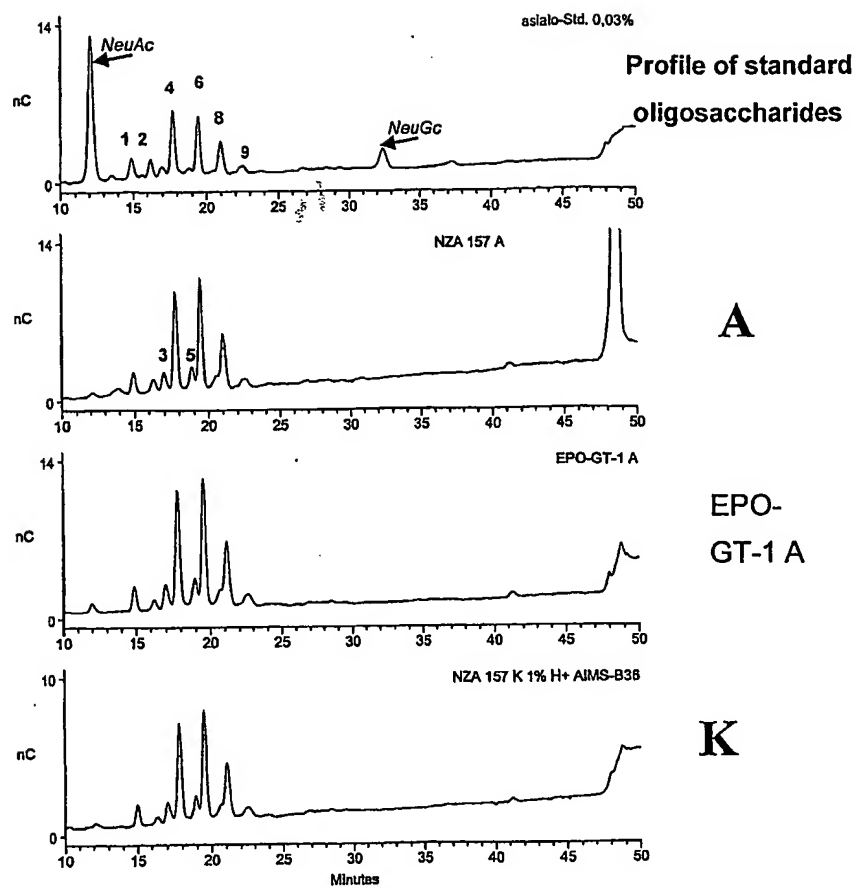 14
asialo-Std. 0,03%
NeuAc
Profile of standard
oligosaccharides
nC
1 2 4 6 8 9
NeuGc
0
10 15 20 25 30 35 40 45 50
14
NZA 157 A
A
nC
3 5
0
10 15 20 25 30 35 40 45 50
14
EPO-GT-1 A
EPO-
GT-1 A
nC
0
10 15 20 25 30 35 40 45 50
10
NZA 157 K 1% H+ AIMS-B36
K
nC
0
10 15 20 25 30 35 40 45 50
Minutes